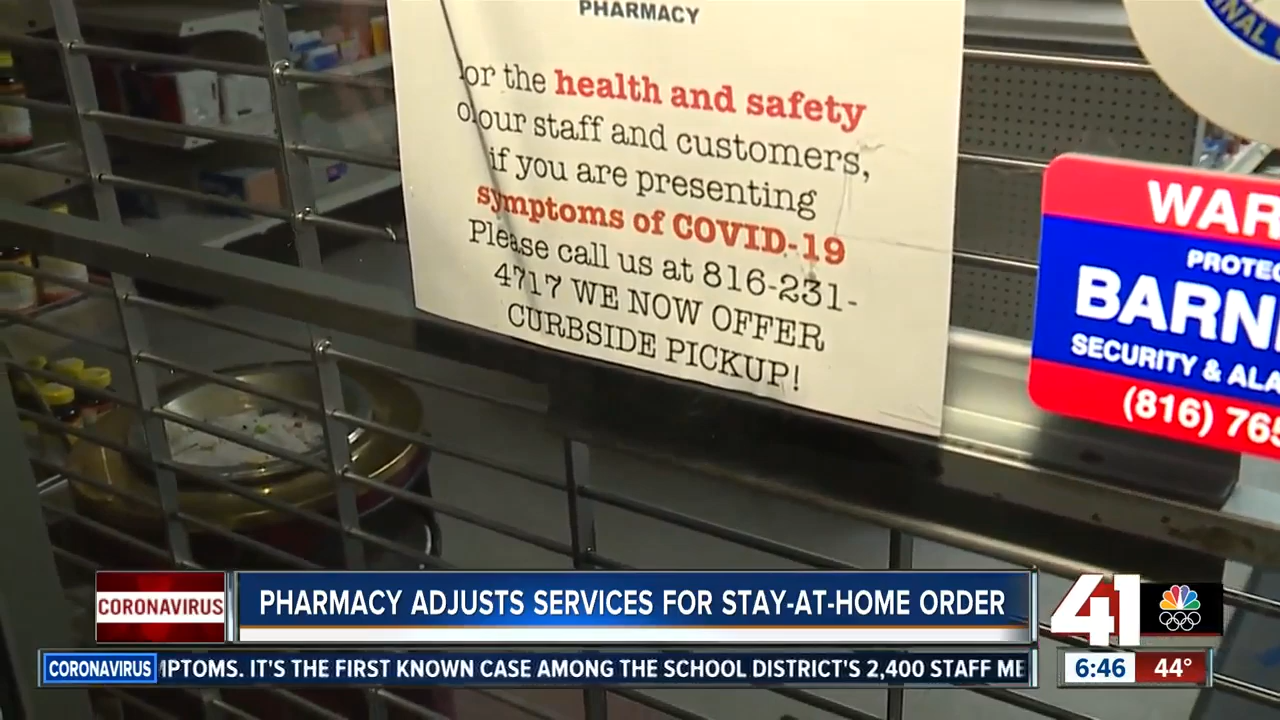 PHARMACY
or the health and safety
o our staff and customers,
if you are presenting
symptoms of COVID-19
Please call us at 816-231-
4717 WE NOW OFFER
CURBSIDE PICKUP!
NAL
WAR
PROTEC
BARN
SECURITY & ALA
(816) 765
CORONAVIRUS
PHARMACY ADJUSTS SERVICES FOR STAY-AT-HOME ORDER
41
CORONAVIRUS
IPTOMS. IT'S THE FIRST KNOWN CASE AMONG THE SCHOOL DISTRICT'S 2,400 STAFF ME
6:46 44°